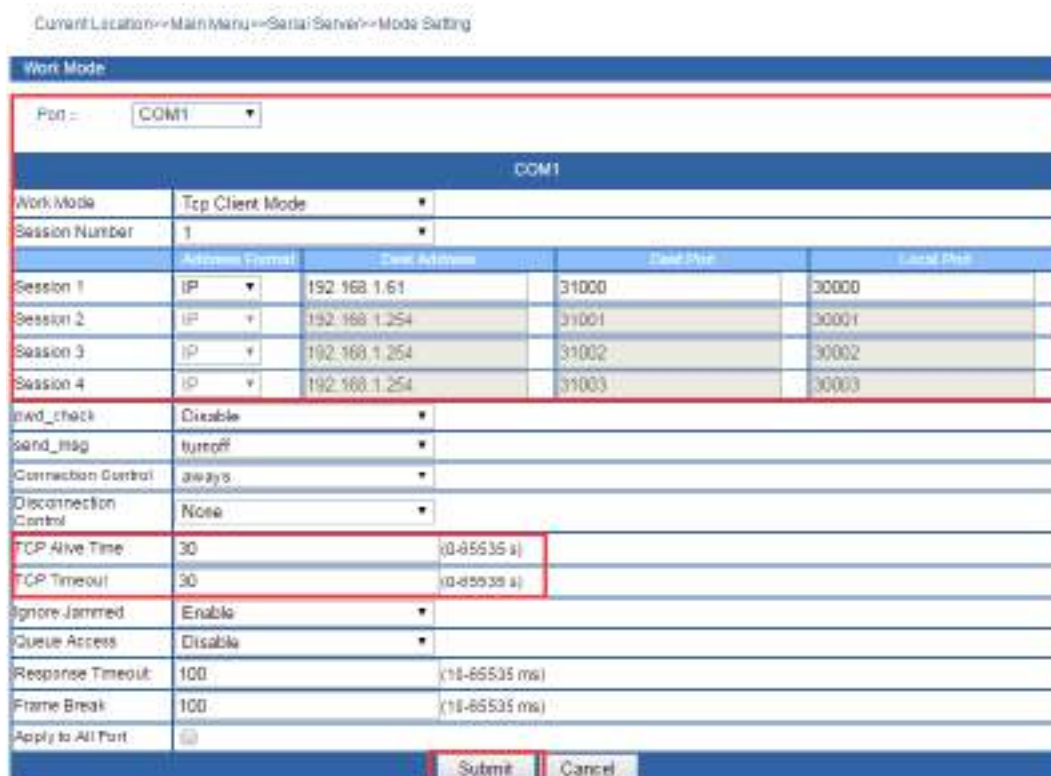 Current Location>>Main Menu>>Serial Server>>Mode Setting
Work Mode
Port : COM1
COM1
Work Mode Tcp Client Mode
Session Number 1
Address Format Dest Address Dest Port Local Port
Session 1 IP 192.168.1.61 31000 30000
Session 2 IP 192.168.1.254 31001 30001
Session 3 IP 192.168.1.254 31002 30002
Session 4 IP 192.168.1.254 31003 30003
pwd_check Disable
send_msg turnoff
Connection Control aways
Disconnection
Control None
TCP Alive Time 30 (0-65535 s)
TCP Timeout 30 (0-65535 s)
Ignore Jammed Enable
Queue Access Disable
Response Timeout 100 (10-65535 ms)
Frame Break 100 (10-65535 ms)
Apply to All Port
Submit Cancel